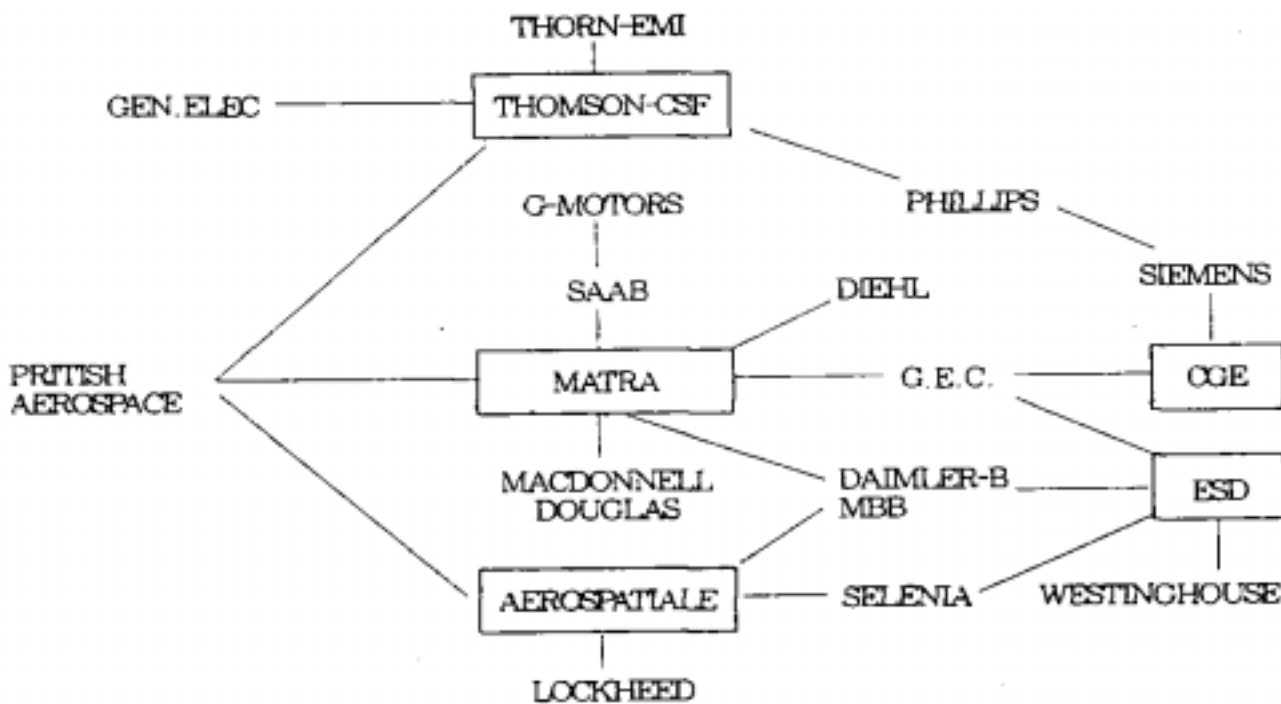 THORN-EMI
GEN. ELEC
THOMSON-CSF
PHILLIPS
G-MOTORS
SIEMENS
SAAB
DIEHL
PRITISH
AEROSPACE
MATRA
G.E.C.
CGE
MACDONNELL
DOUGLAS
DAIMLER-B
MBB
ESD
AEROSPATIALE
SELENIA
WESTINGHOUSE
LOCKHEED